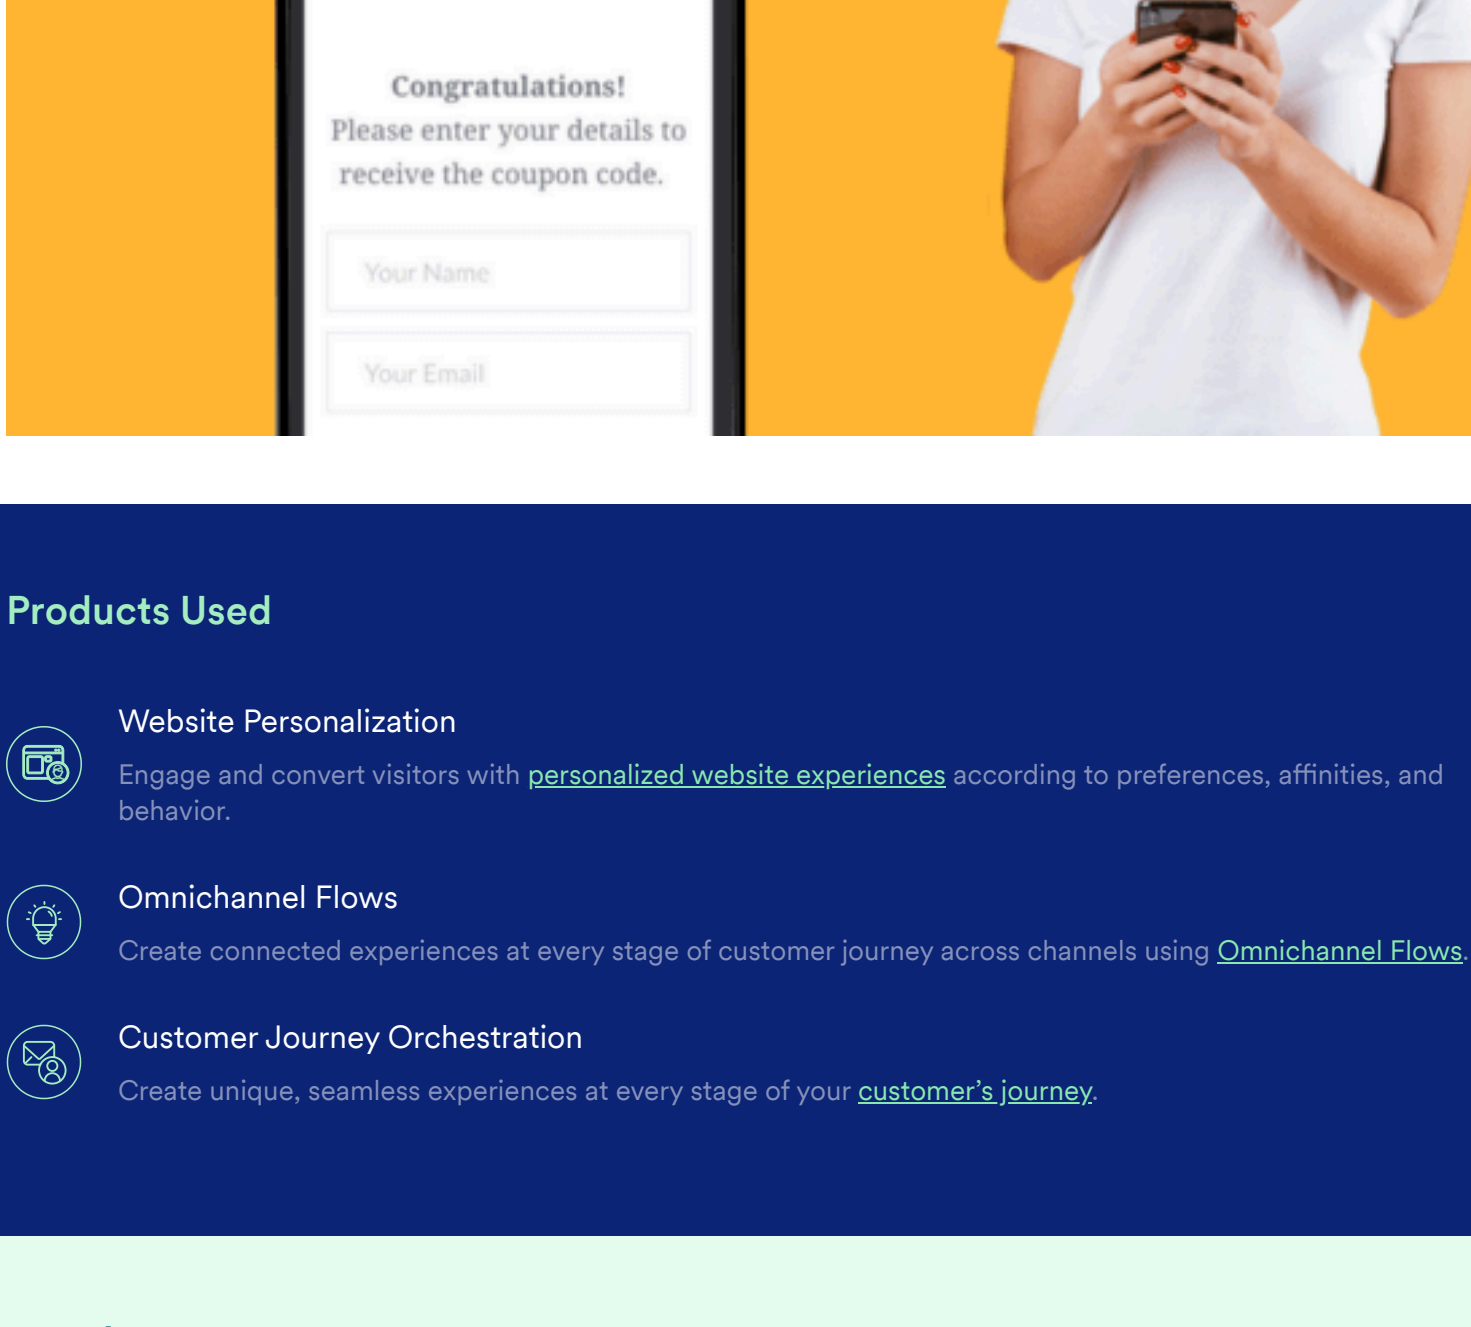 Congratulations!
Please enter your details to
receive the coupon code.
Your Name
Your Email
Products Used
Website Personalization
Engage and convert visitors with personalized website experiences according to preferences, affinities, and
behavior.
Omnichannel Flows
Create connected experiences at every stage of customer journey across channels using Omnichannel Flows.
Customer Journey Orchestration
Create unique, seamless experiences at every stage of your customer’s journey.